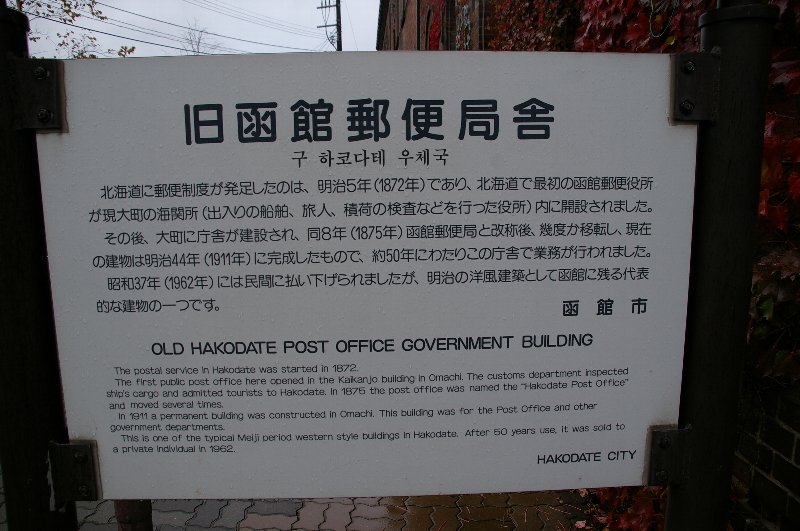 旧函館郵便局舎
구 하코다테 우체국
北海道に郵便制度が発足したのは、明治5年(1872年)であり、北海道で最初の函館郵便役所
が現大町の海関所(出入りの船舶、旅人、積荷の検査などを行った役所)内に開設されました。
その後、大町に庁舎が建設され、同8年(1875年)函館郵便局と改称後、幾度か移転し、現在
の建物は明治44年(1911年)に完成したもので、約50年にわたりこの庁舎で業務が行われました。
昭和37年(1962年)には民間に払い下げられましたが、明治の洋風建築として函館に残る代表
的な建物の一つです。
函館市
OLD HAKODATE POST OFFICE GOVERNMENT BUILDING
The postal service in Hakodate was started in 1872.
The first public post office here opened in the Kaikanjo building in Omachi. The customs department inspected
ship's cargo and admitted tourists to Hakodate. In 1875 the post office was named the "Hakodate Post Office"
and moved several times.
In 1911 a permanent building was constructed in Omachi. This building was for the Post Office and other
government departments.
This is one of the typical Meiji period western style buildings in Hakodate. After 50 years use, it was sold to
a private individual in 1962.
HAKODATE CITY